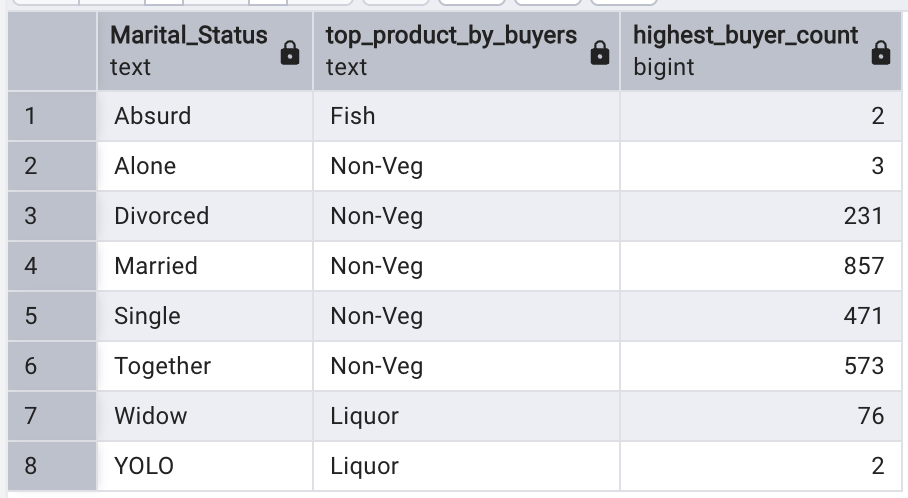 Marital_Status top_product_by_buyers highest_buyer_count
text text bigint
1 Absurd Fish 2
2 Alone Non-Veg 3
3 Divorced Non-Veg 231
4 Married Non-Veg 857
5 Single Non-Veg 471
6 Together Non-Veg 573
7 Widow Liquor 76
8 YOLO Liquor 2